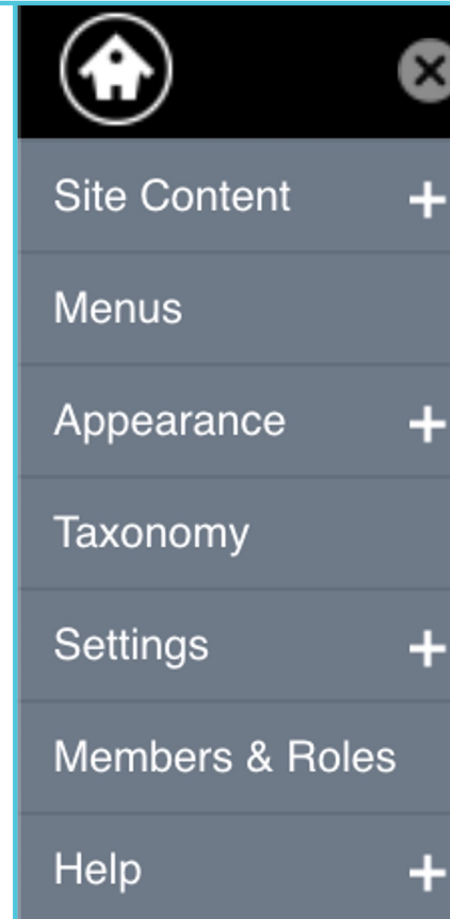 Site Content +
Menus
Appearance +
Taxonomy
Settings +
Members & Roles
Help +